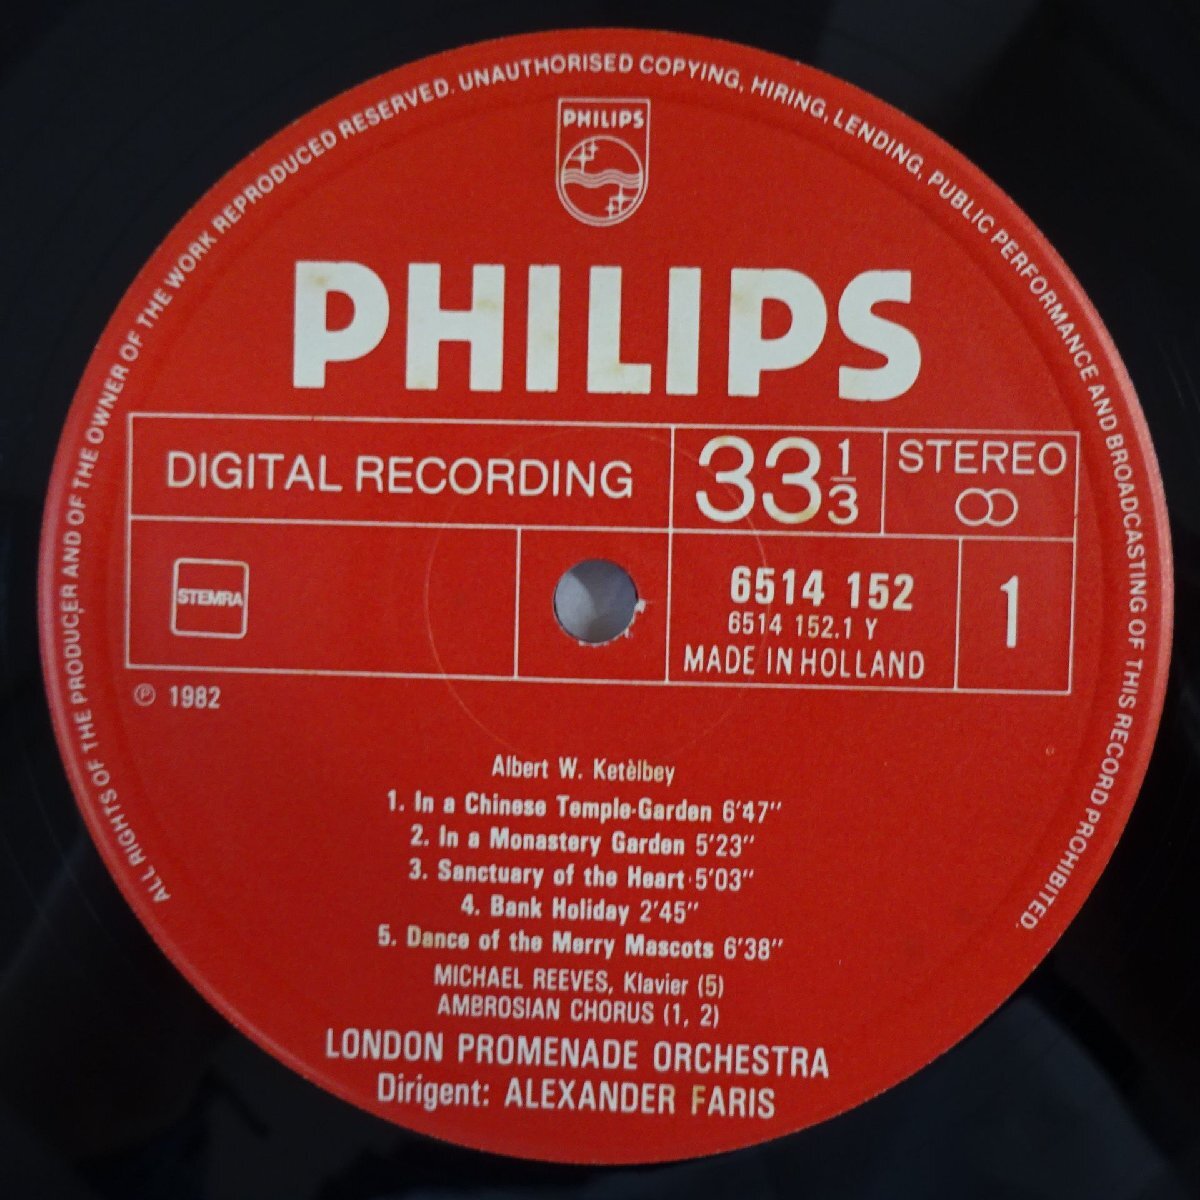 ALL RIGHTS OF THE PRODUCER AND OF THE OWNER OF THE WORK REPRODUCED RESERVED. UNAUTHORISED COPYING, HIRING, LENDING, PUBLIC PERFORMANCE AND BROADCASTING OF THIS RECORD PROHIBITED.
PHILIPS
PHILIPS
DIGITAL RECORDING
33 1/3
STEREO
STEMRA
6514 152
6514 152.1 Y
MADE IN HOLLAND
1
℗ 1982
Albert W. Ketèlbey
1. In a Chinese Temple-Garden 6'47"
2. In a Monastery Garden 5'23"
3. Sanctuary of the Heart 5'03"
4. Bank Holiday 2'45"
5. Dance of the Merry Mascots 6'38"
MICHAEL REEVES, Klavier (5)
AMBROSIAN CHORUS (1, 2)
LONDON PROMENADE ORCHESTRA
Dirigent: ALEXANDER FARIS